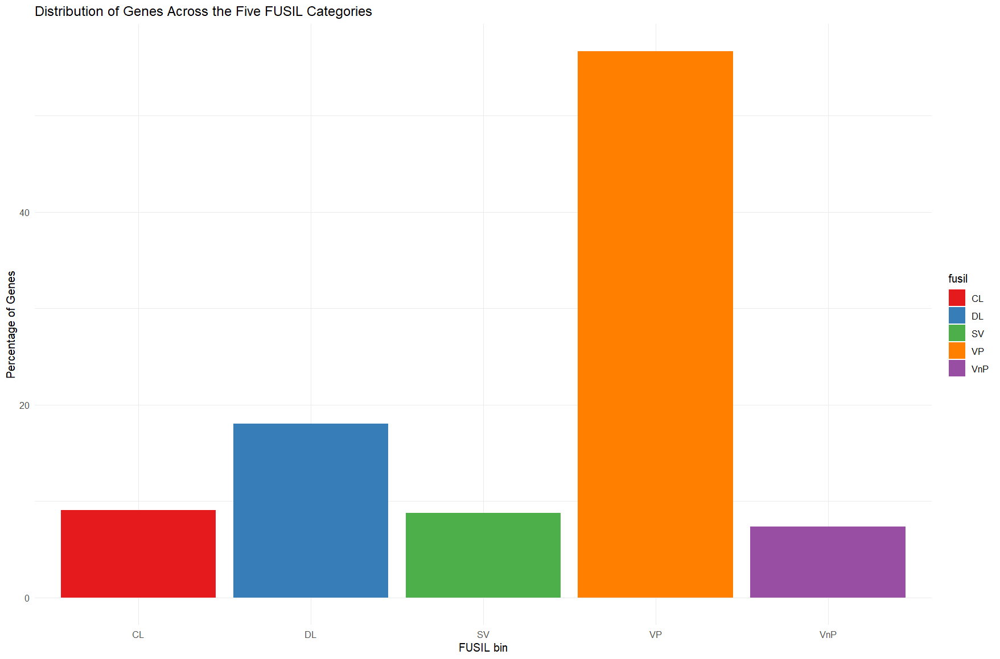 Distribution of Genes Across the Five FUSIL Categories
Percentage of Genes
40
20
0
CL
DL
SV
VP
VnP
FUSIL bin
fusil
CL
DL
SV
VP
VnP